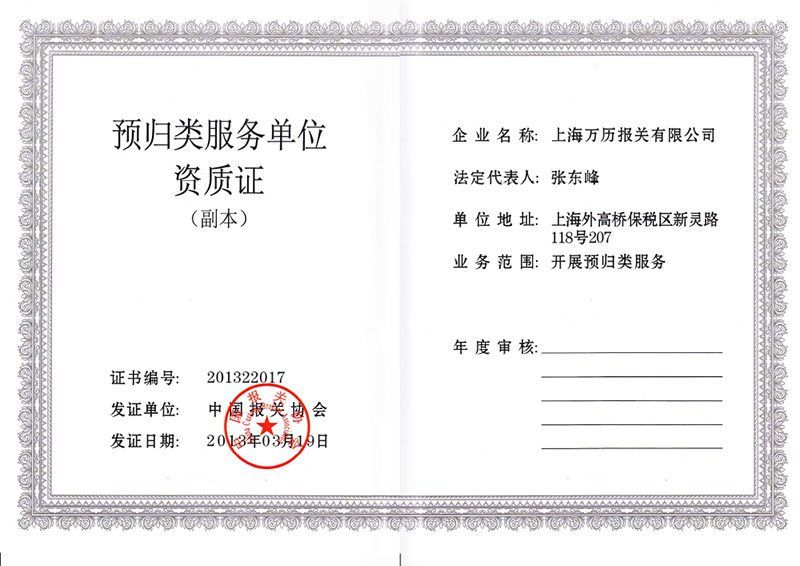 预归类服务单位
资质证
（副本）
证书编号： 201322017
发证单位： 中国报关协会
发证日期： 2013年03月19日
中国报关协会
企业名称： 上海万历报关有限公司
法定代表人： 张东峰
单位地址： 上海外高桥保税区新灵路
118号207
业务范围： 开展预归类服务
年度审核：